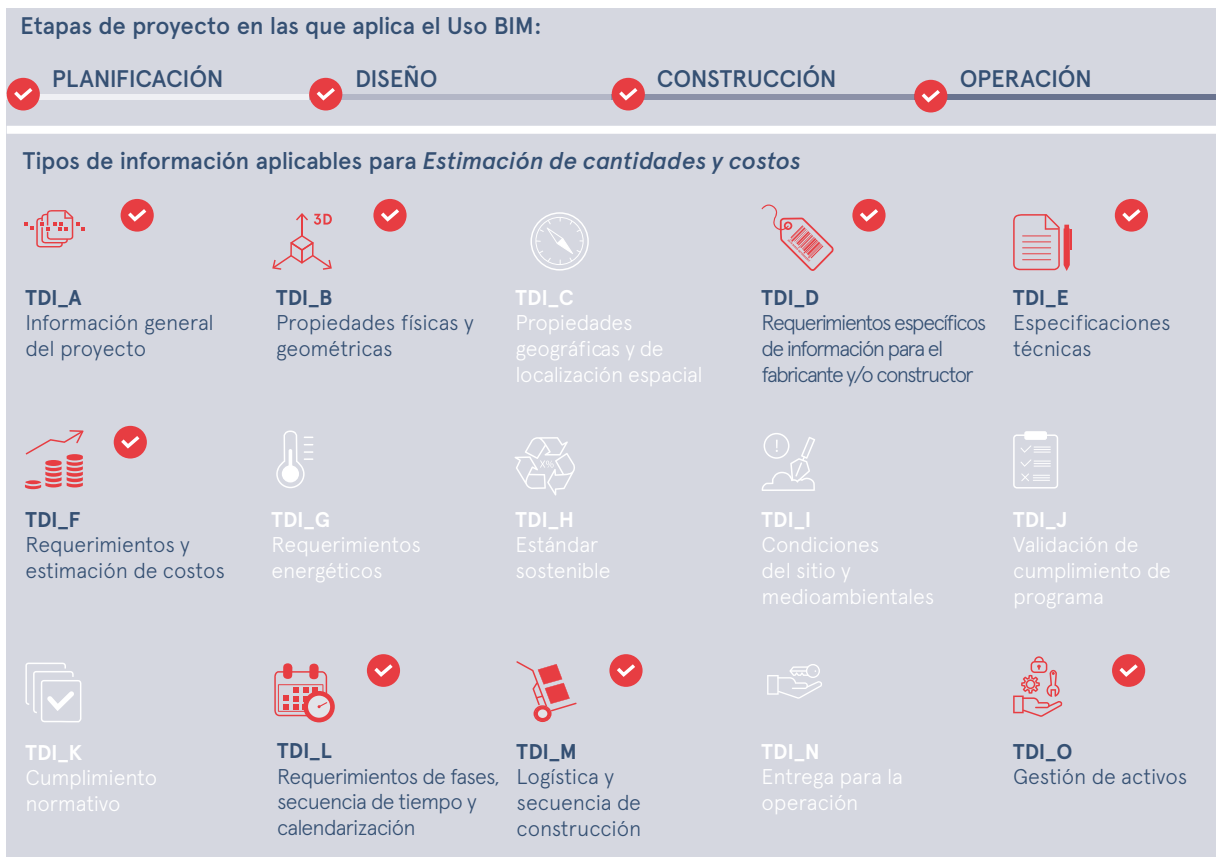 Etapas de proyecto en las que aplica el Uso BIM:
PLANIFICACIÓN
DISEÑO
CONSTRUCCIÓN
OPERACIÓN
Tipos de información aplicables para Estimación de cantidades y costos
TDI_A
Información general
del proyecto
3D
TDI_B
Propiedades físicas y
geométricas
TDI_C
Propiedades
geográficas y de
localización espacial
TDI_D
Requerimientos específicos
de información para el
fabricante y/o constructor
TDI_E
Especificaciones
técnicas
TDI_F
Requerimientos y
estimación de costos
TDI_G
Requerimientos
energéticos
X%
TDI_H
Estándar
sostenible
TDI_I
Condiciones
del sitio y
medioambientales
TDI_J
Validación de
cumplimiento de
programa
TDI_K
Cumplimiento
normativo
TDI_L
Requerimientos de fases,
secuencia de tiempo y
calendarización
TDI_M
Logística y
secuencia de
construcción
TDI_N
Entrega para la
operación
TDI_O
Gestión de activos